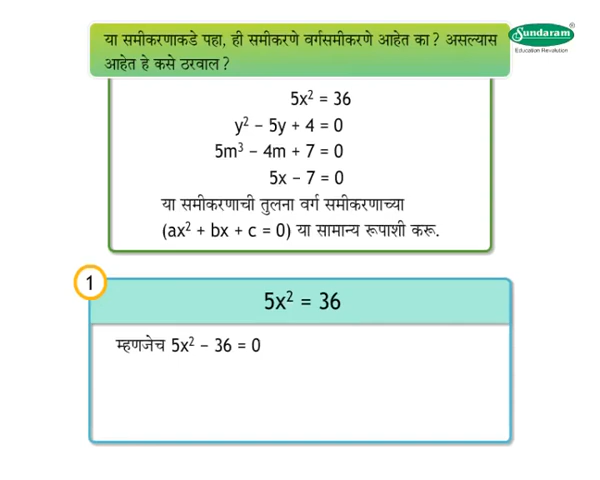 या समीकरणाकडे पहा, ही समीकरणे वर्गसमीकरणे आहेत का? असल्यास
आहेत हे कसे ठरवाल?
Sundaram®
Education Revolution
5x² = 36
y² – 5y + 4 = 0
5m³ – 4m + 7 = 0
5x – 7 = 0
या समीकरणाची तुलना वर्ग समीकरणाच्या
(ax² + bx + c = 0) या सामान्य रूपाशी करू.
1
5x² = 36
म्हणजेच 5x² – 36 = 0